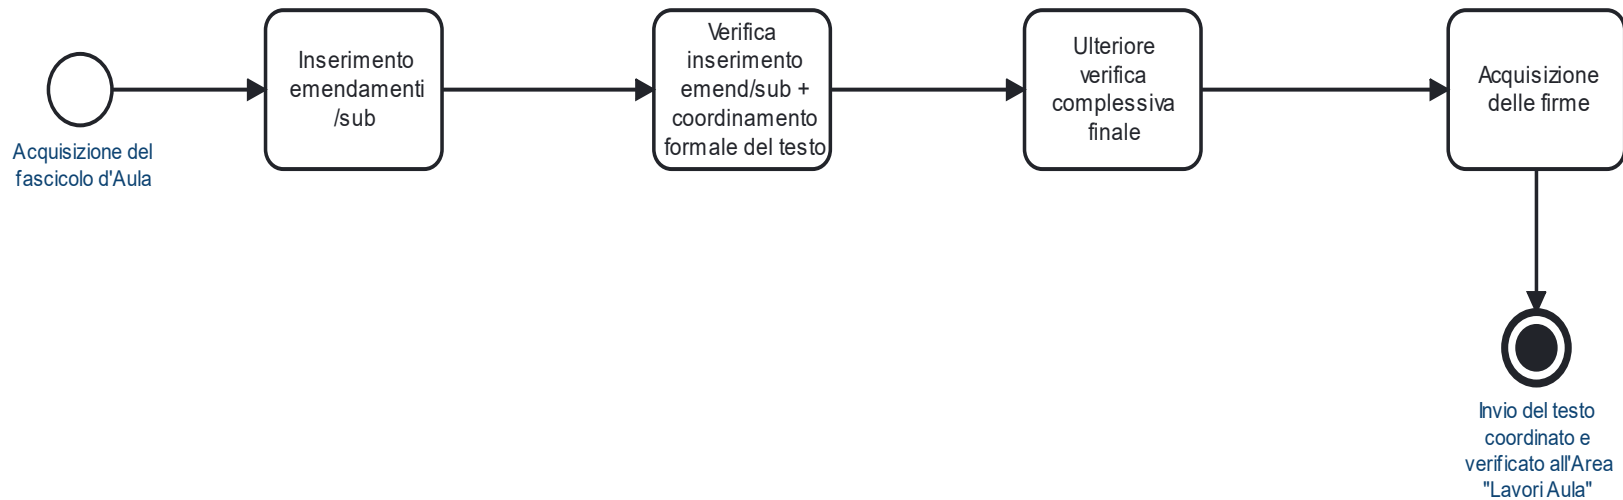 Acquisizione del
fascicolo d'Aula
Inserimento
emendamenti
/sub
Verifica
inserimento
emend/sub +
coordinamento
formale del testo
Ulteriore
verifica
complessiva
finale
Acquisizione
delle firme
Invio del testo
coordinato e
verificato all'Area
"Lavori Aula"